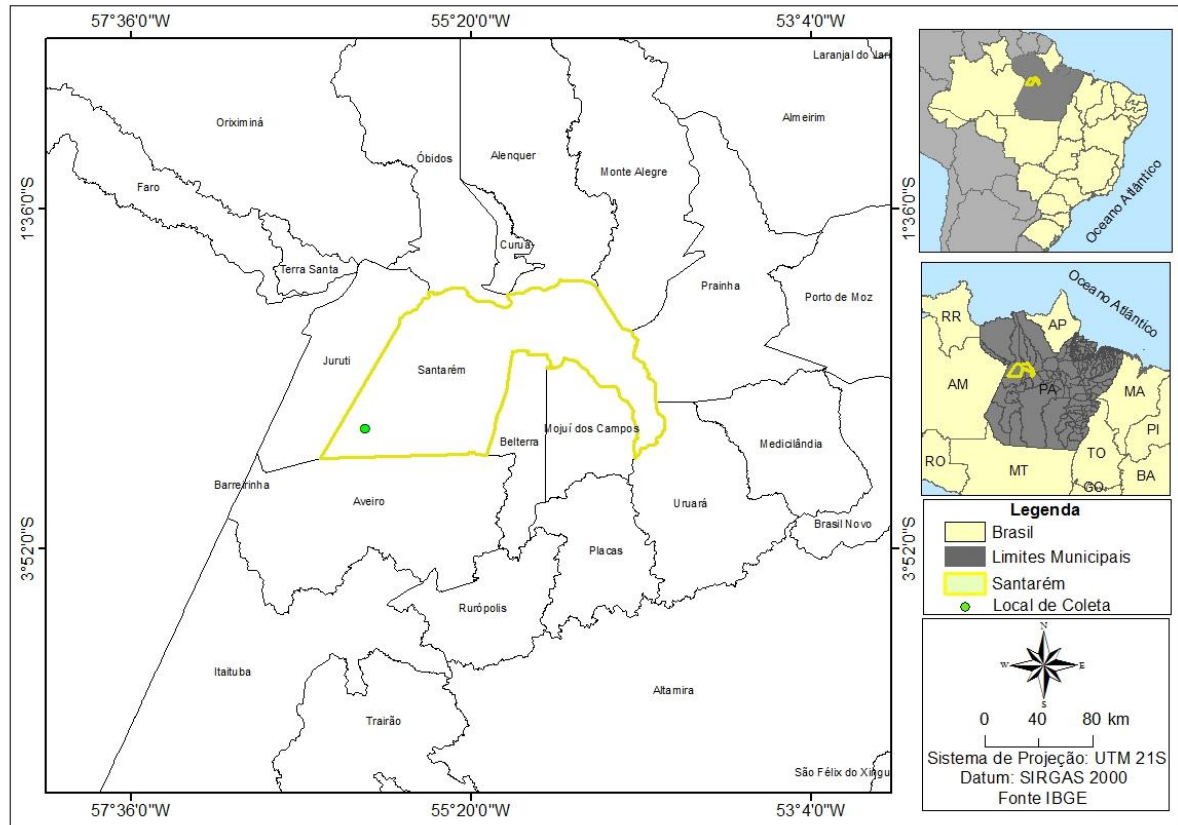 57°36'0"W
55°20'0"W
53°4'0"W
Laranjal do Jari
Oriximiná
Almeirim
Óbidos
Alenquer
Monte Alegre
Faro
1°36'0"S
1°36'0"S
Curuá
Terra Santa
Prainha
Porto de Moz
Juruti
Santarém
Belterra
Mojuí dos Campos
Medicilândia
Barreirinha
Aveiro
Uruará
Brasil Novo
3°52'0"S
3°52'0"S
Placas
Rurópolis
Itaituba
Altamira
Trairão
São Félix do Xingu
57°36'0"W
55°20'0"W
53°4'0"W
Oceano Atlântico
Oceano Atlântico
RR
AP
AM
PA
MA
PI
RO
MT
TO
GO
BA
Legenda
Brasil
Limites Municipais
Santarém
Local de Coleta
N
W
E
S
0 40 80 km
Sistema de Projeção: UTM 21S
Datum: SIRGAS 2000
Fonte IBGE